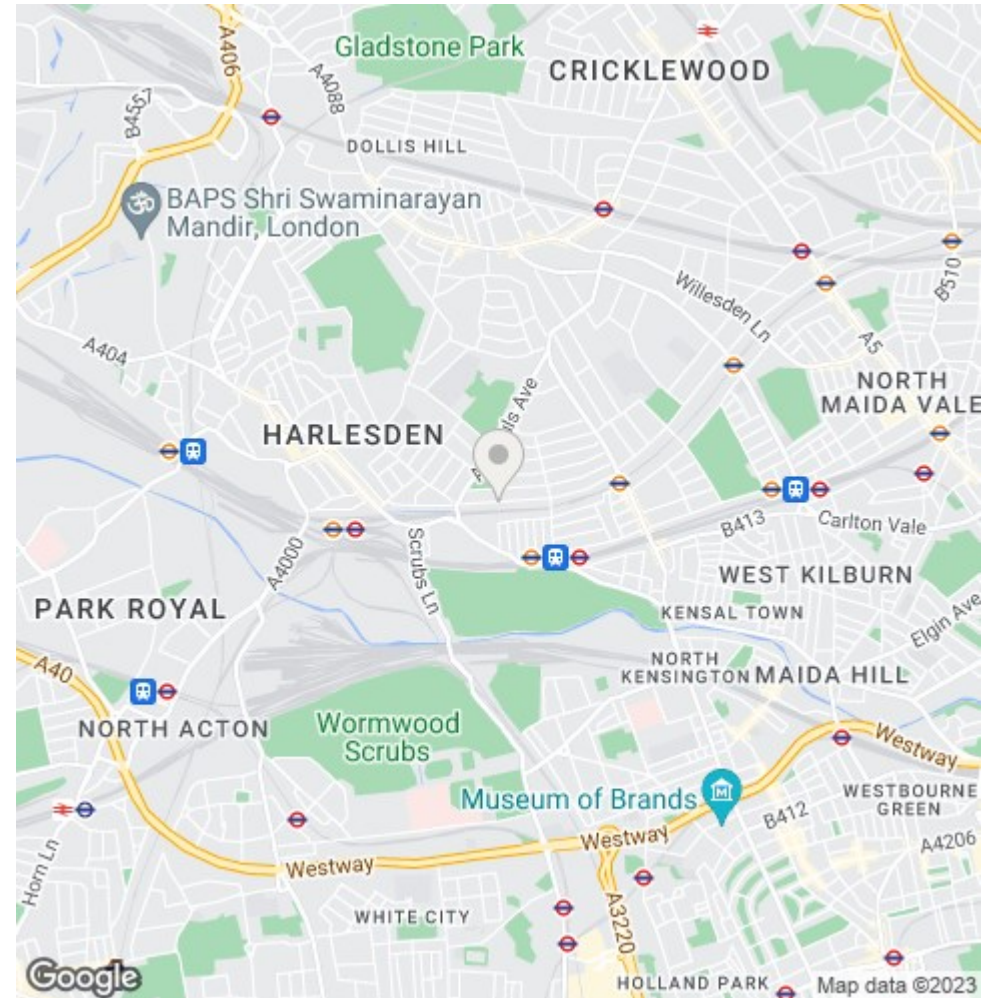 A406
Gladstone Park
A4088
CRICKLEWOOD
B4557
DOLLIS HILL
BAPS Shri Swaminarayan
Mandir, London
Willesden Ln
B510
A404
A5
NORTH
MAIDA VALE
HARLESDEN
Scrubs Ln
A4000
B413
Carlton Vale
WEST KILBURN
PARK ROYAL
KENSAL TOWN
Elgin Ave
A40
NORTH
KENSINGTON
MAIDA HILL
NORTH ACTON
Wormwood
Scrubs
Westway
Museum of Brands
WESTBOURNE
GREEN
B412
Westway
Westway
A4206
Horn Ln
WHITE CITY
A3220
Google
HOLLAND PARK
Map data ©2023